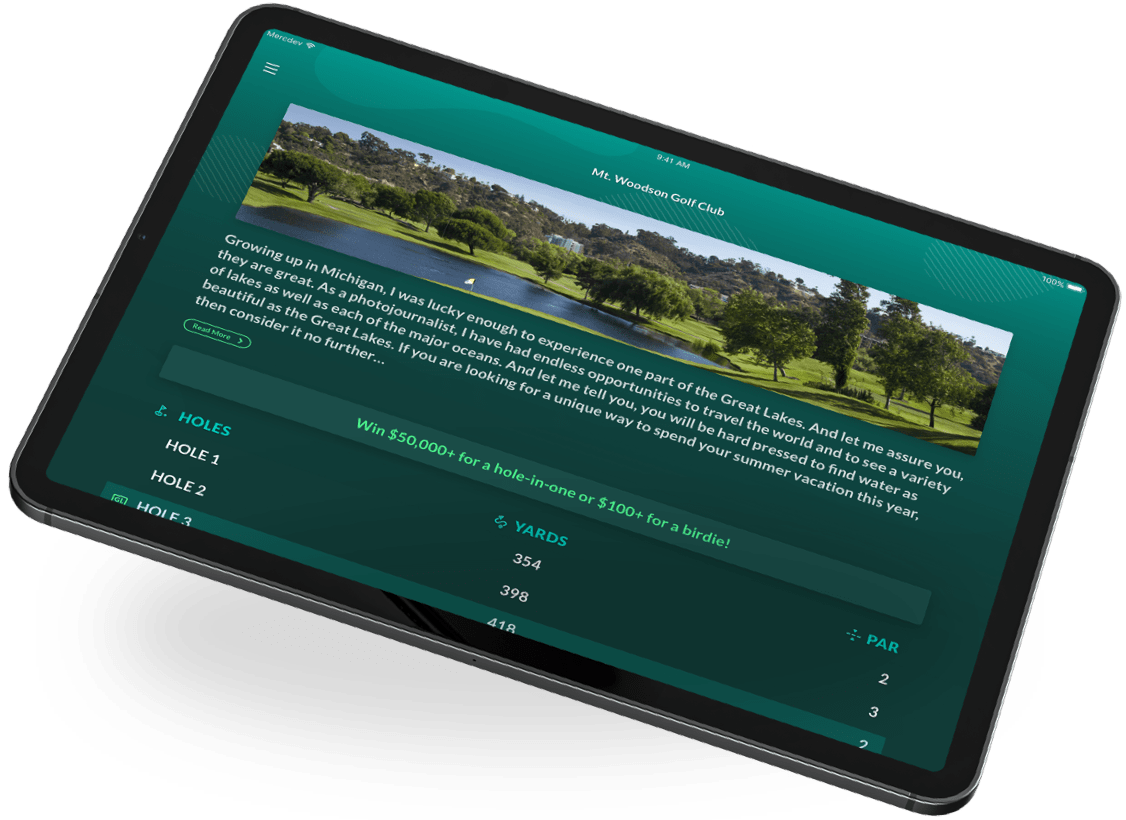 Mercdev
9:41 AM
100%
Mt. Woodson Golf Club
Growing up in Michigan, I was lucky enough to experience one part of the Great Lakes. And let me assure you,
they are great. As a photojournalist. I have had endless opportunities to travel the world and to see a variety
of lakes as well as each of the major oceans. And let me tell you, you will be hard pressed to find water as
beautiful as the Great Lakes. If you are looking for a unique way to spend your summer vacation this year,
then consider it no further...
Read More
Win $50,000+ for a hole-in-one or $100+ for a birdie!
HOLES YARDS PAR
HOLE 1 354 2
HOLE 2 398 3
GL HOLE 3 418 2